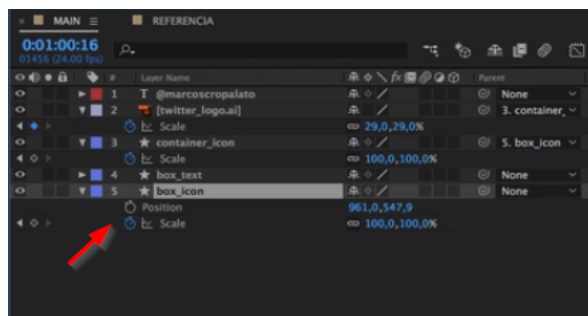 MAIN REFERENCIA
0:01:00:16
01456 (24.00 fps)
# Layer Name Parent
1 T @marcoscropalato None
2 [twitter_logo.ai] 3. container_
Scale 29,0,29,0%
3 container_icon 5. box_icon
Scale 100,0,100,0%
4 box_text None
5 box_icon None
Position 961,0,547,9
Scale 100,0,100,0%